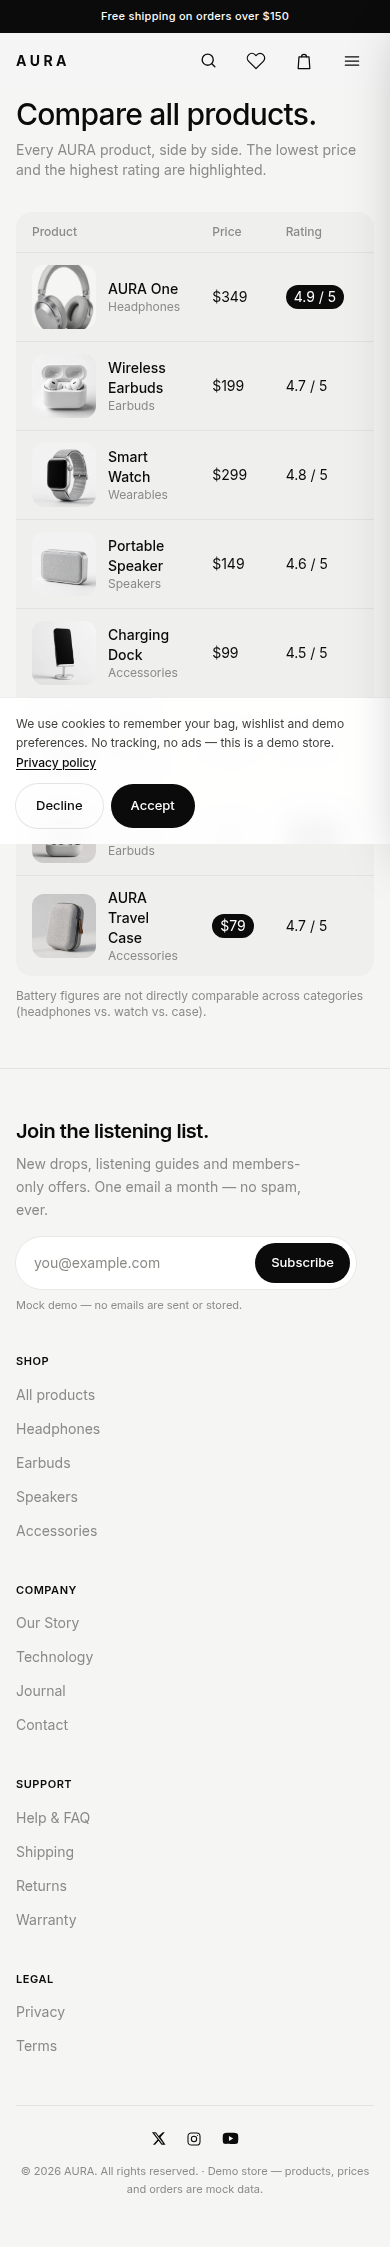 Free shipping on orders over $150
AURA
Compare all products.
Every AURA product, side by side. The lowest price
and the highest rating are highlighted.
Product Price Rating
AURA One
Headphones
$349 4.9 / 5
Wireless
Earbuds
Earbuds
$199 4.7 / 5
Smart
Watch
Wearables
$299 4.8 / 5
Portable
Speaker
Speakers
$149 4.6 / 5
Charging
Dock
Accessories
$99 4.5 / 5
We use cookies to remember your bag, wishlist and demo
preferences. No tracking, no ads — this is a demo store.
Privacy policy
Decline Accept
Earbuds
AURA
Travel
Case
Accessories
$79 4.7 / 5
Battery figures are not directly comparable across categories
(headphones vs. watch vs. case).
Join the listening list.
New drops, listening guides and members-
only offers. One email a month — no spam,
ever.
you@example.com Subscribe
Mock demo — no emails are sent or stored.
SHOP
All products
Headphones
Earbuds
Speakers
Accessories
COMPANY
Our Story
Technology
Journal
Contact
SUPPORT
Help & FAQ
Shipping
Returns
Warranty
LEGAL
Privacy
Terms
© 2026 AURA. All rights reserved. · Demo store — products, prices
and orders are mock data.